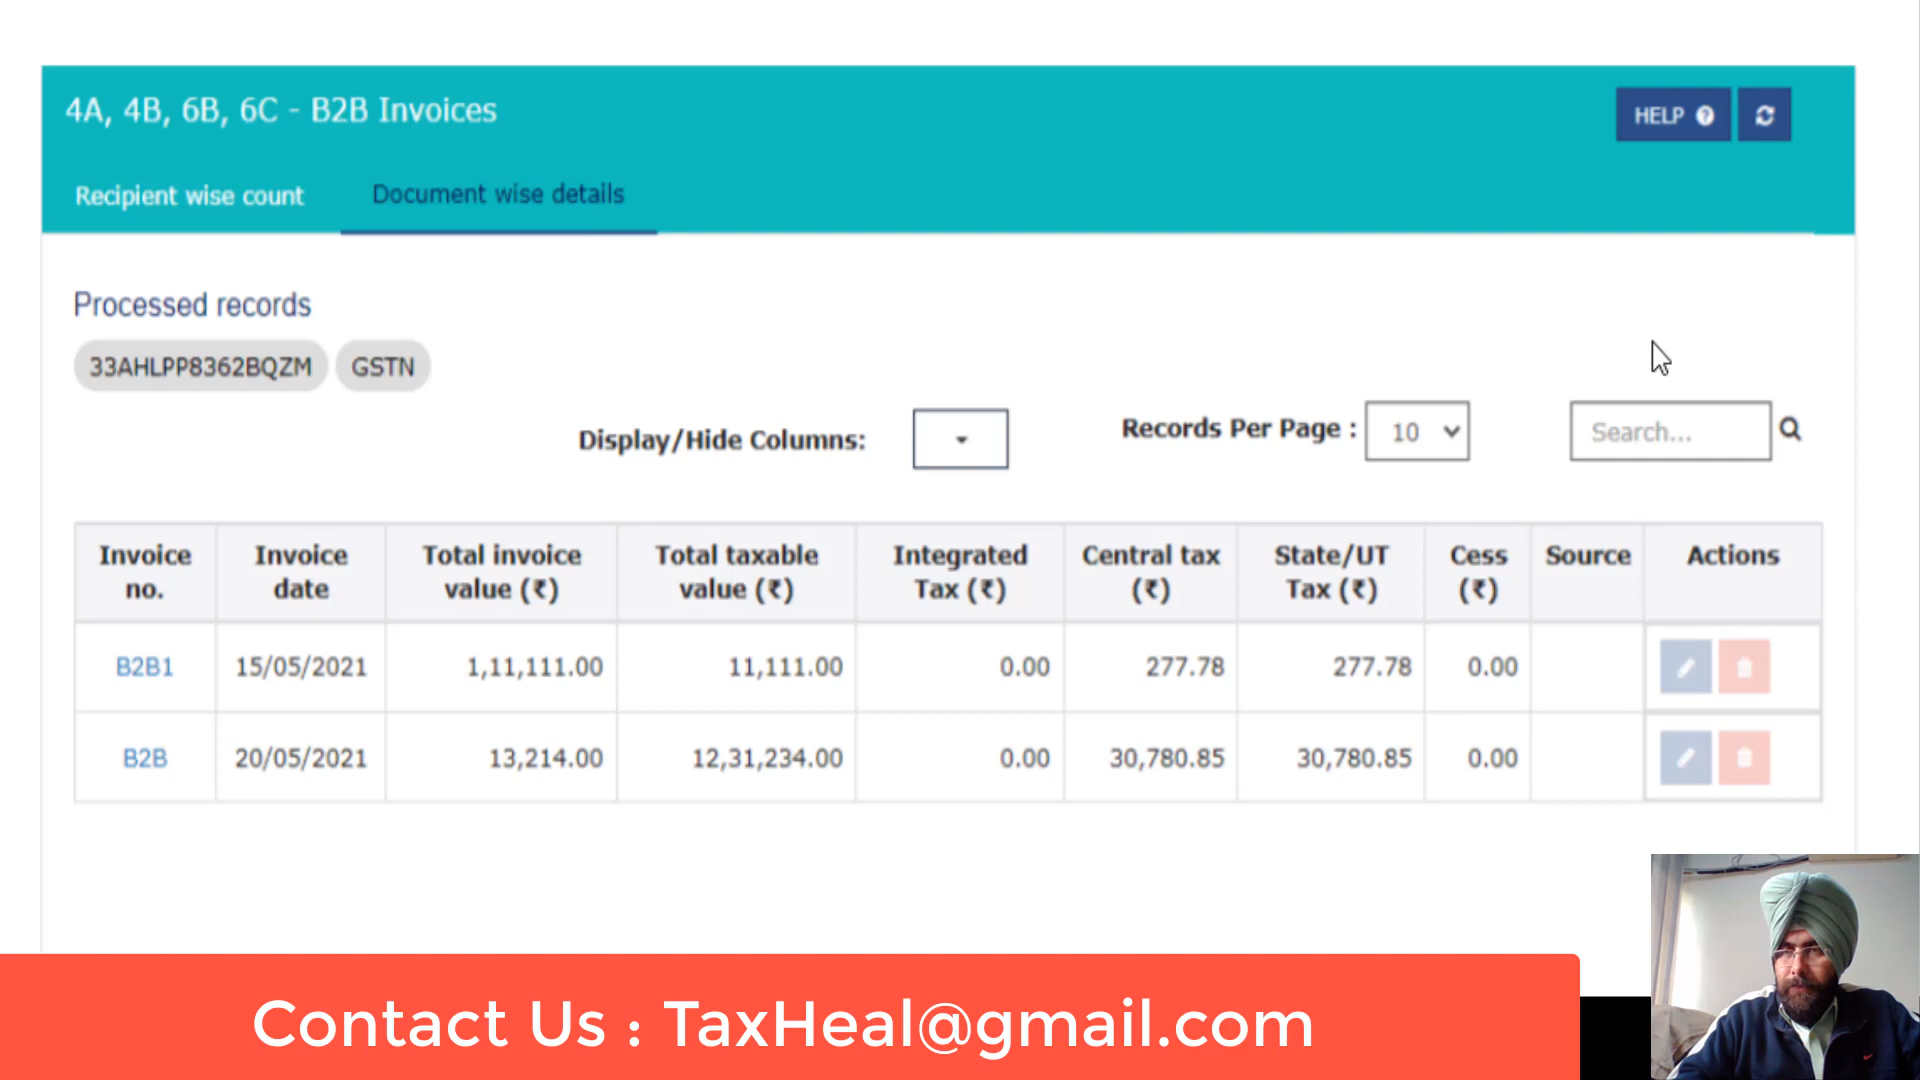 4A, 4B, 6B, 6C - B2B Invoices
HELP
Recipient wise count
Document wise details
Processed records
33AHLPP8362BQZM
GSTN
Display/Hide Columns:
Records Per Page :
10
Search...
Invoice no. Invoice date Total invoice value (₹) Total taxable value (₹) Integrated Tax (₹) Central tax (₹) State/UT Tax (₹) Cess (₹) Source Actions
B2B1 15/05/2021 1,11,111.00 11,111.00 0.00 277.78 277.78 0.00
B2B 20/05/2021 13,214.00 12,31,234.00 0.00 30,780.85 30,780.85 0.00
Contact Us : TaxHeal@gmail.com